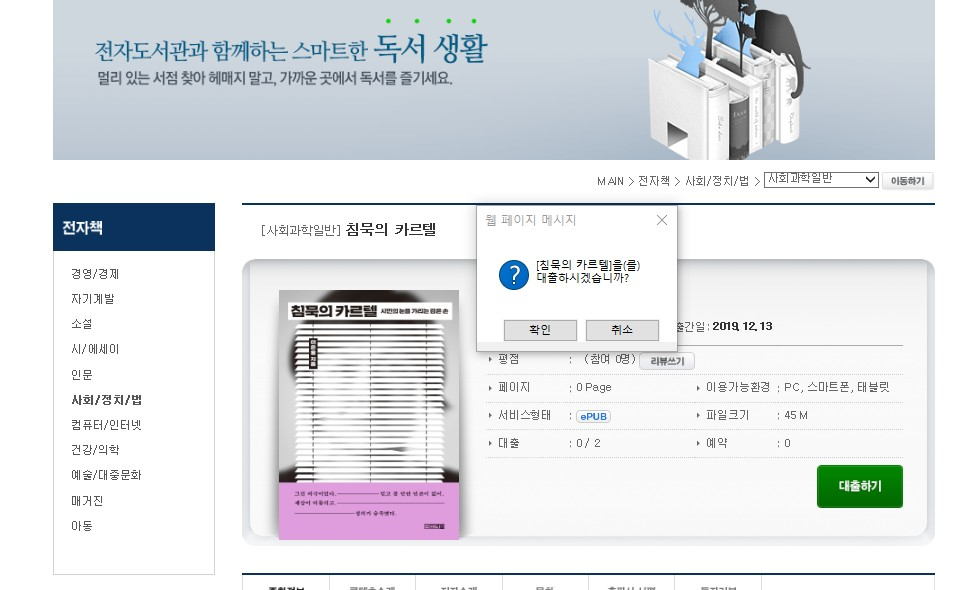 전자도서관과 함께하는 스마트한 독서 생활
멀리 있는 서점 찾아 헤매지 말고, 가까운 곳에서 독서를 즐기세요.
MAIN > 전자책 > 사회/정치/법 > 사회과학일반 이동하기
전자책
경영/경제
자기계발
소설
시/에세이
인문
사회/정치/법
컴퓨터/인터넷
건강/의학
예술/대중문화
매거진
아동
[사회과학일반] 침묵의 카르텔
웹 페이지 메시지
[침묵의 카르텔]을(를)
대출하시겠습니까?
확인 취소
침묵의 카르텔 시민의 눈을 가리는 검은 손
출간일 : 2019. 12. 13
평점 : (참여 0명) 리뷰쓰기
페이지 : 0 Page 이용가능환경 : PC, 스마트폰, 태블릿
서비스형태 : ePUB 파일크기 : 45 M
대출 : 0 / 2 예약 : 0
대출하기